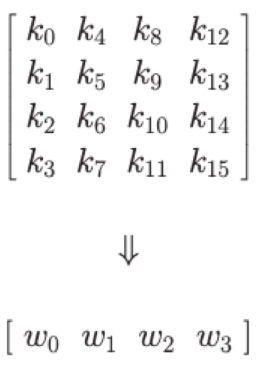 [ k₀ k₄ k₈ k₁₂
k₁ k₅ k₉ k₁₃
k₂ k₆ k₁₀ k₁₄
k₃ k₇ k₁₁ k₁₅ ]
⇓
[ w₀ w₁ w₂ w₃ ]